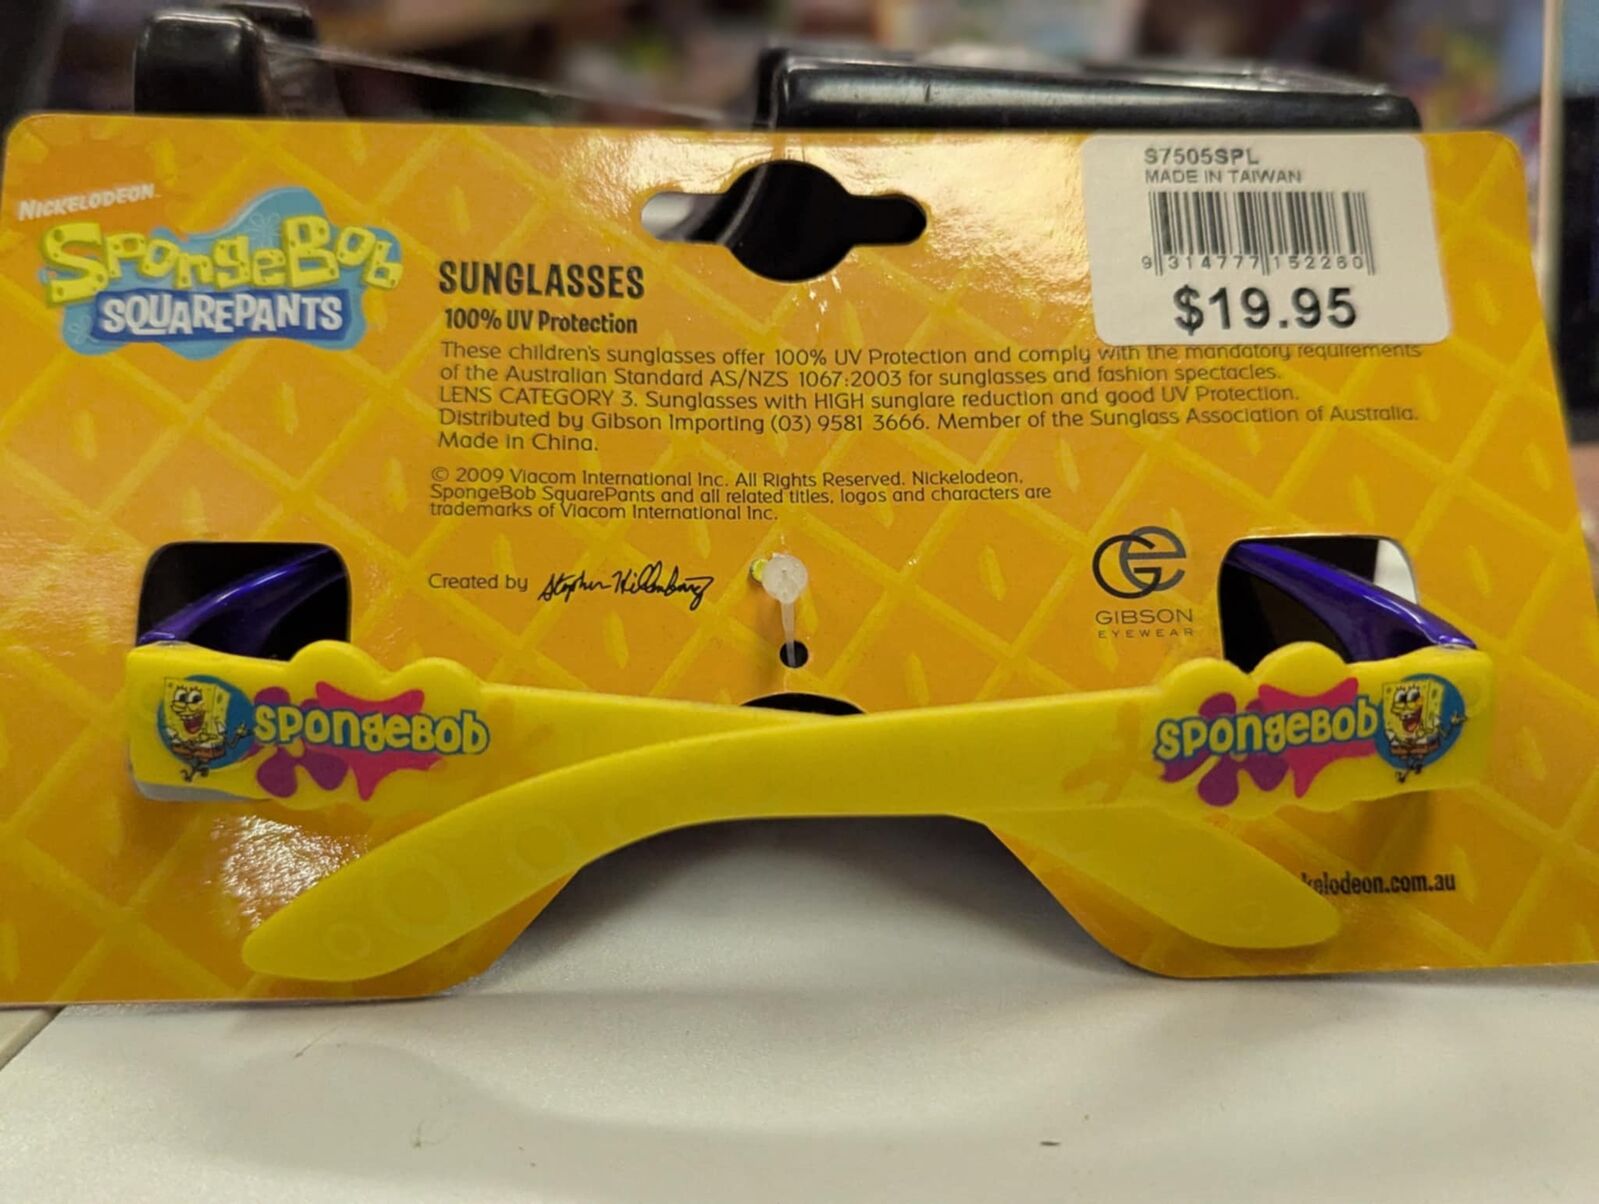 NICKELODEON
SPONGEBOB
SQUAREPANTS
SUNGLASSES
100% UV Protection
These children's sunglasses offer 100% UV Protection and comply with the mandatory requirements
of the Australian Standard AS/NZS 1067:2003 for sunglasses and fashion spectacles.
LENS CATEGORY 3. Sunglasses with HIGH sunglare reduction and good UV Protection.
Distributed by Gibson Importing (03) 9581 3666. Member of the Sunglass Association of Australia.
Made in China.
© 2009 Viacom International Inc. All Rights Reserved. Nickelodeon,
SpongeBob SquarePants and all related titles, logos and characters are
trademarks of Viacom International Inc.
Created by Stephen Hillenburg
S7505SPL
MADE IN TAIWAN
9 314777 152260
$19.95
GE
GIBSON
EYEWEAR
SPONGEBOB
SPONGEBOB
kelodeon.com.au